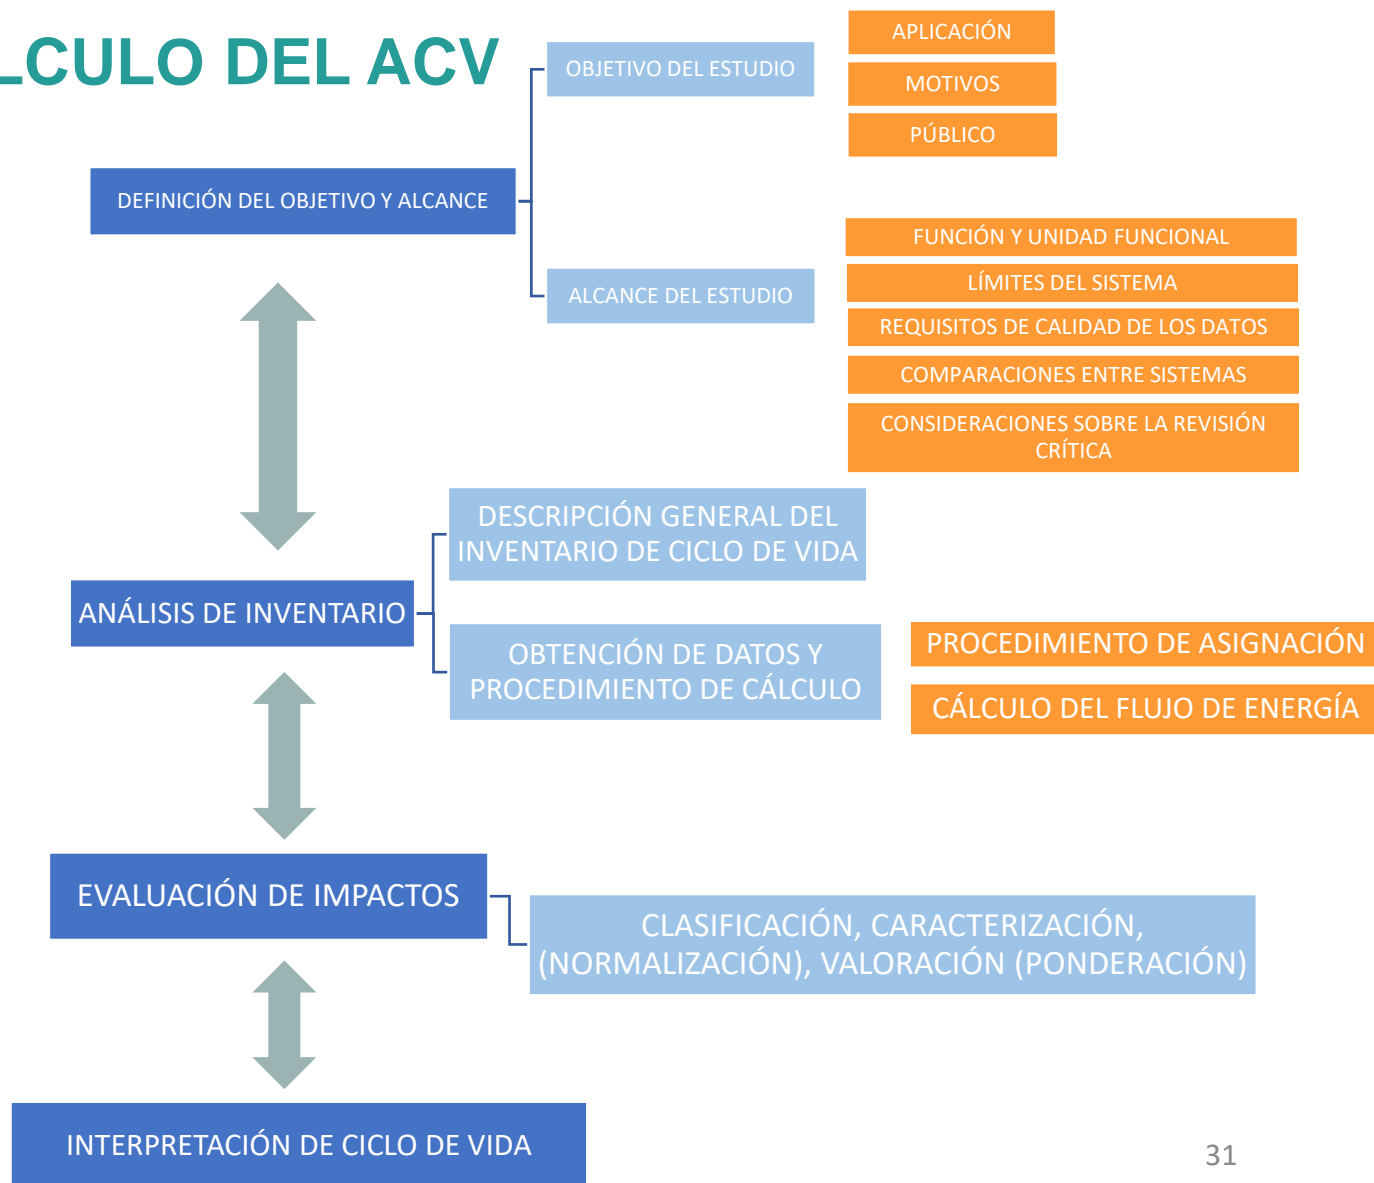 LCULO DEL ACV
OBJETIVO DEL ESTUDIO
APLICACIÓN
MOTIVOS
PÚBLICO
DEFINICIÓN DEL OBJETIVO Y ALCANCE
ALCANCE DEL ESTUDIO
FUNCIÓN Y UNIDAD FUNCIONAL
LÍMITES DEL SISTEMA
REQUISITOS DE CALIDAD DE LOS DATOS
COMPARACIONES ENTRE SISTEMAS
CONSIDERACIONES SOBRE LA REVISIÓN
CRÍTICA
DESCRIPCIÓN GENERAL DEL
INVENTARIO DE CICLO DE VIDA
ANÁLISIS DE INVENTARIO
OBTENCIÓN DE DATOS Y
PROCEDIMIENTO DE CÁLCULO
PROCEDIMIENTO DE ASIGNACIÓN
CÁLCULO DEL FLUJO DE ENERGÍA
EVALUACIÓN DE IMPACTOS
CLASIFICACIÓN, CARACTERIZACIÓN,
(NORMALIZACIÓN), VALORACIÓN (PONDERACIÓN)
INTERPRETACIÓN DE CICLO DE VIDA
31